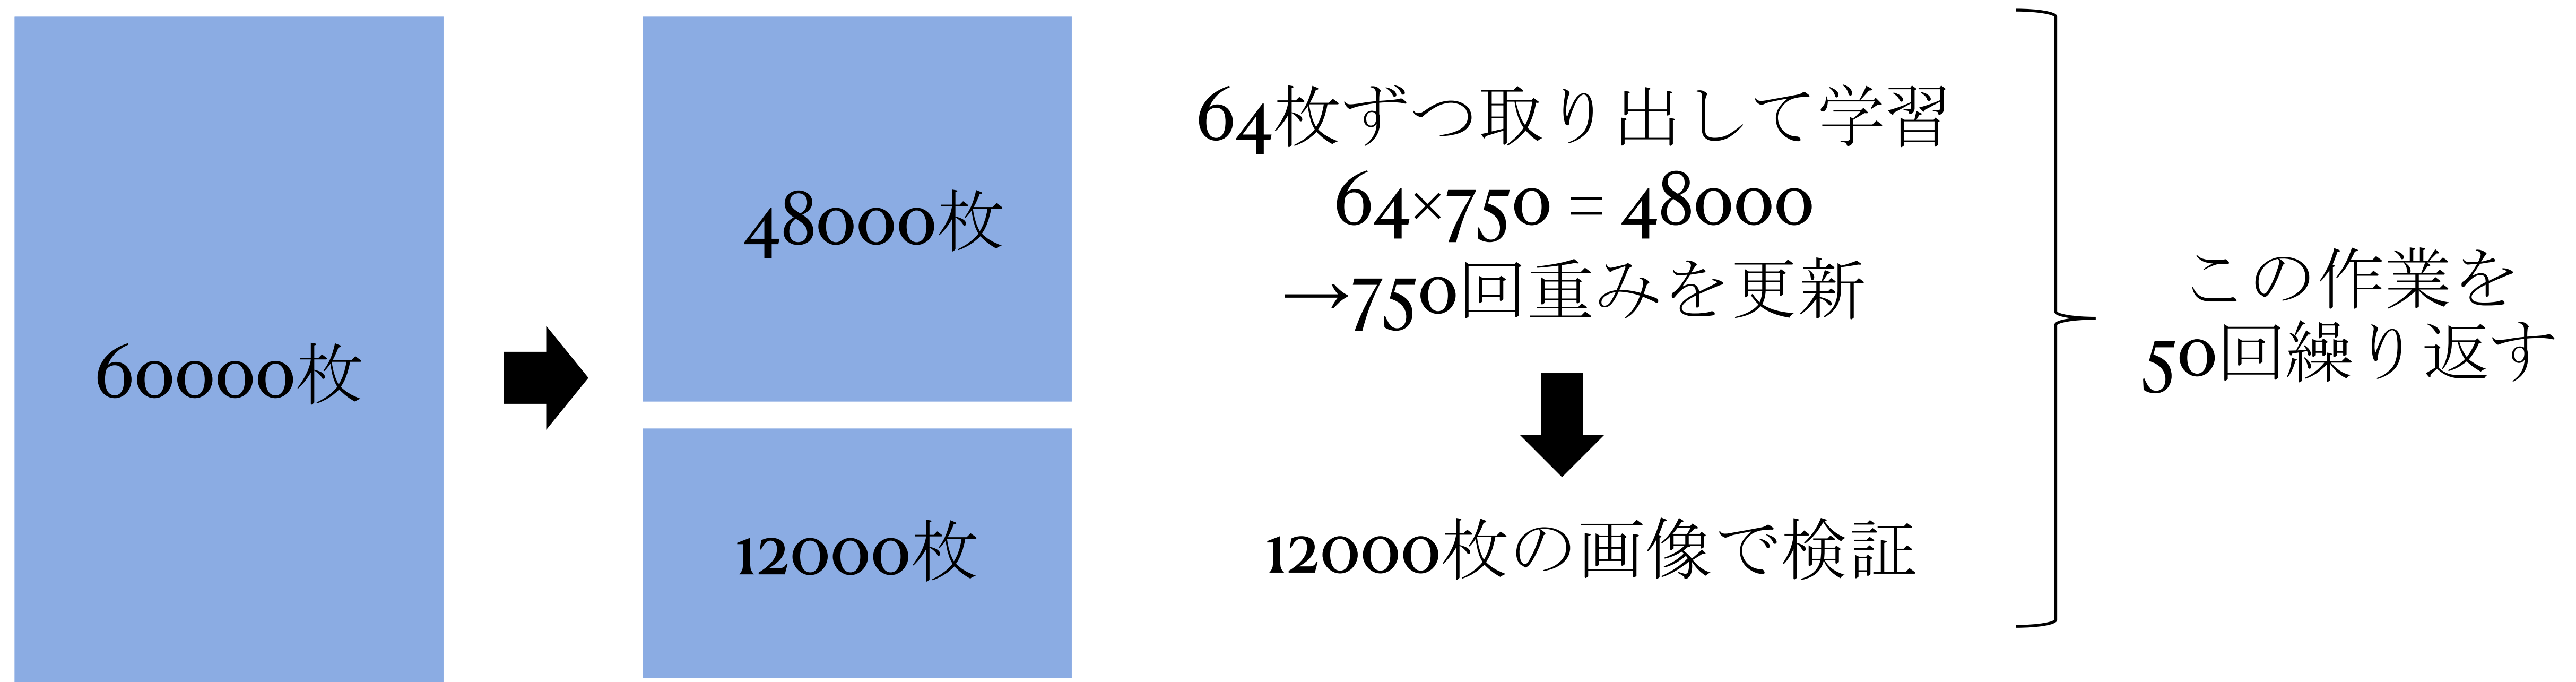 60000枚
48000枚
12000枚
64枚ずつ取り出して学習
64×750 = 48000
→750回重みを更新
12000枚の画像で検証
この作業を
50回繰り返す